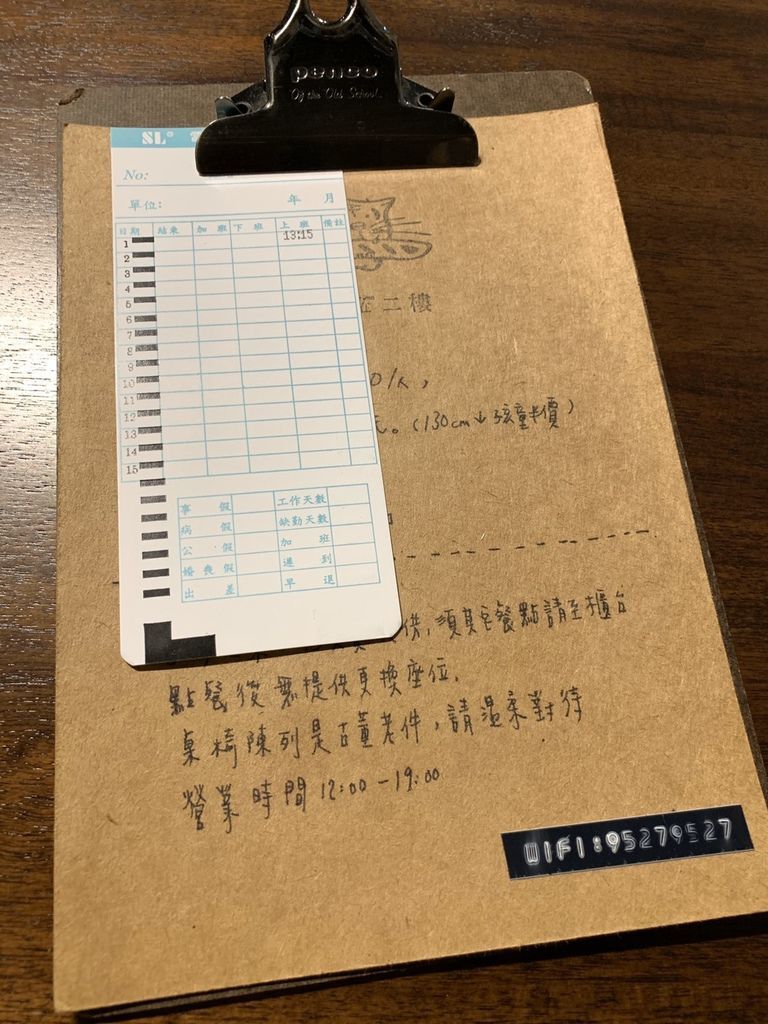 penco
Of the Old School.
SL
No:
單位: 年 月
日期 結束 加班 下班 上班 備註
1 13:15
2
3
4
5
6
7
8
9
10
11
12
13
14
15
事假 工作天數
病假 缺勤天數
公假 加班
婚喪假 遲到
出差 早退
二樓
0/人,
元。(130cm↓孩童半價)
供,須其它餐點請至櫃台
點餐後無提供更換座位.
桌椅陳列是古董老件,請溫柔對待
營業時間 12:00-19:00
WIFI:95279527